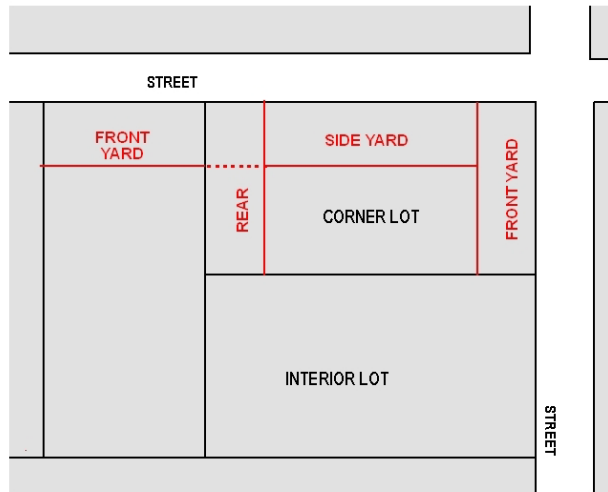 STREET
FRONT
YARD
SIDE YARD
REAR
CORNER LOT
FRONT YARD
INTERIOR LOT
STREET